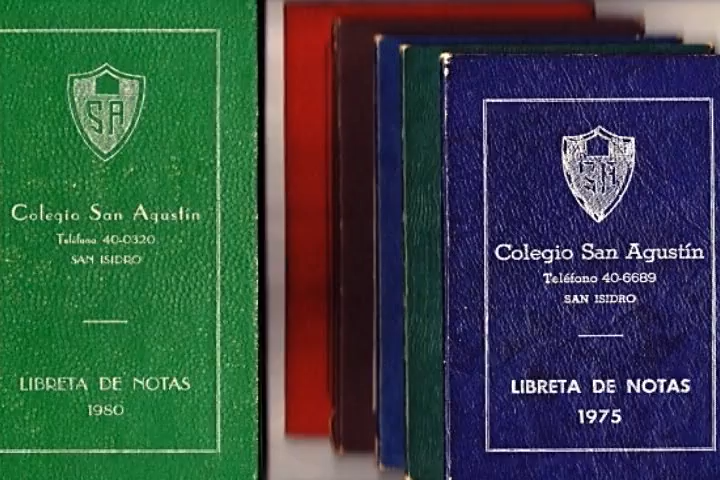 SA
Colegio San Agustín
Teléfono 40-0320
SAN ISIDRO
LIBRETA DE NOTAS
1980
Colegio San Agustín
Teléfono 40-6689
SAN ISIDRO
LIBRETA DE NOTAS
1975